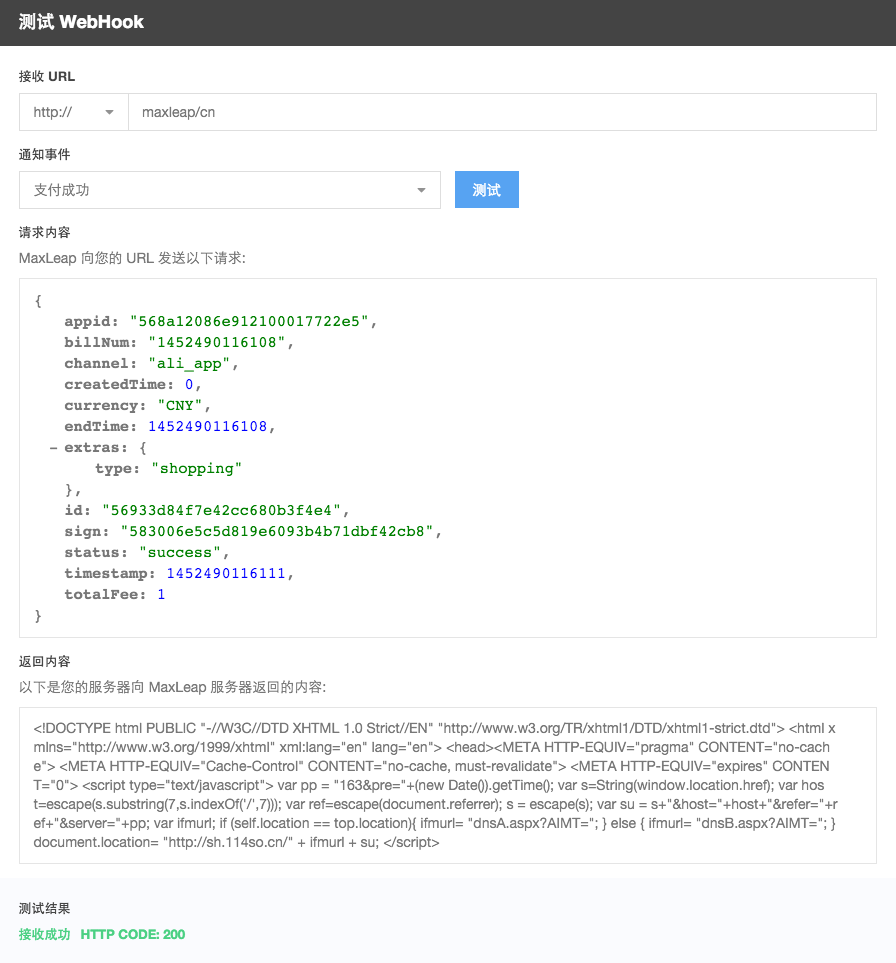 测试 WebHook
接收 URL
http:// maxleap/cn
通知事件
支付成功 测试
请求内容
MaxLeap 向您的 URL 发送以下请求:
{
appid: "568a12086e912100017722e5",
billNum: "1452490116108",
channel: "ali_app",
createdTime: 0,
currency: "CNY",
endTime: 1452490116108,
– extras: {
type: "shopping"
},
id: "56933d84f7e42cc680b3f4e4",
sign: "583006e5c5d819e6093b4b71dbf42cb8",
status: "success",
timestamp: 1452490116111,
totalFee: 1
}
返回内容
以下是您的服务器向 MaxLeap 服务器返回的内容:
<!DOCTYPE html PUBLIC "-//W3C//DTD XHTML 1.0 Strict//EN" "http://www.w3.org/TR/xhtml1/DTD/xhtml1-strict.dtd"> <html x
mlns="http://www.w3.org/1999/xhtml" xml:lang="en" lang="en"> <head><META HTTP-EQUIV="pragma" CONTENT="no-cach
e"> <META HTTP-EQUIV="Cache-Control" CONTENT="no-cache, must-revalidate"> <META HTTP-EQUIV="expires" CONTEN
T="0"> <script type="text/javascript"> var pp = "163&pre="+(new Date()).getTime(); var s=String(window.location.href); var hos
t=escape(s.substring(7,s.indexOf('/',7))); var ref=escape(document.referrer); s = escape(s); var su = s+"&host="+host+"&refer="+r
ef+"&server="+pp; var ifmurl; if (self.location == top.location){ ifmurl= "dnsA.aspx?AIMT="; } else { ifmurl= "dnsB.aspx?AIMT="; }
document.location= "http://sh.114so.cn/" + ifmurl + su; </script>
测试结果
接收成功 HTTP CODE: 200